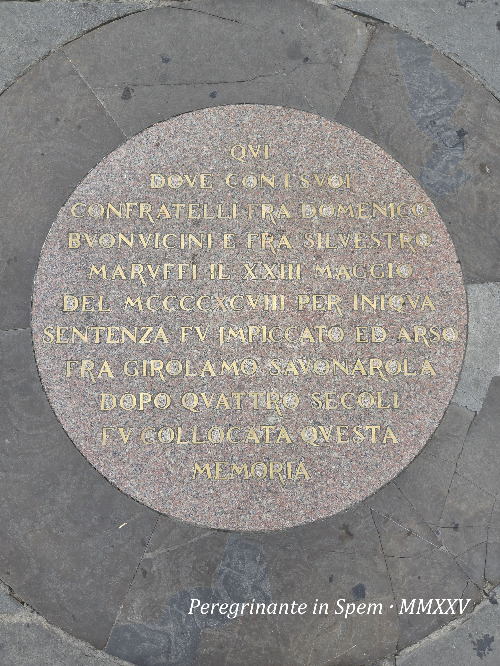 QVI
DOVE CON I SVOI
CONFRATELLI FRA DOMENICO
BVONVICINI E FRA SILVESTRO
MARVFFI IL XXIII MAGGIO
DEL MCCCCXCVIII PER INIQVA
SENTENZA FV IMPICCATO ED ARSO
FRA GIROLAMO SAVONAROLA
DOPO QVATTRO SECOLI
FV COLLOCATA QVESTA
MEMORIA
Peregrinante in Spem · MMXXV